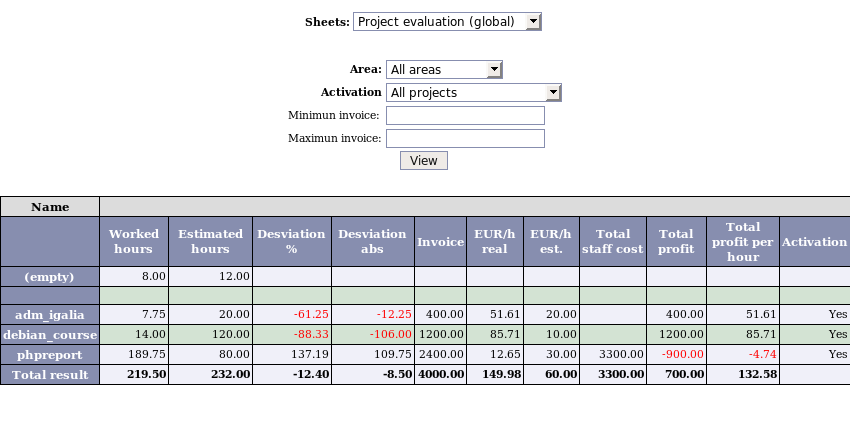 Sheets: Project evaluation (global)
Area: All areas
Activation All projects
Minimun invoice:
Maximun invoice:
View
Name
Worked hours Estimated hours Desviation % Desviation abs Invoice EUR/h real EUR/h est. Total staff cost Total profit Total profit per hour Activation
(empty) 8.00 12.00
adm_igalia 7.75 20.00 -61.25 -12.25 400.00 51.61 20.00 400.00 51.61 Yes
debian_course 14.00 120.00 -88.33 -106.00 1200.00 85.71 10.00 1200.00 85.71 Yes
phpreport 189.75 80.00 137.19 109.75 2400.00 12.65 30.00 3300.00 -900.00 -4.74 Yes
Total result 219.50 232.00 -12.40 -8.50 4000.00 149.98 60.00 3300.00 700.00 132.58